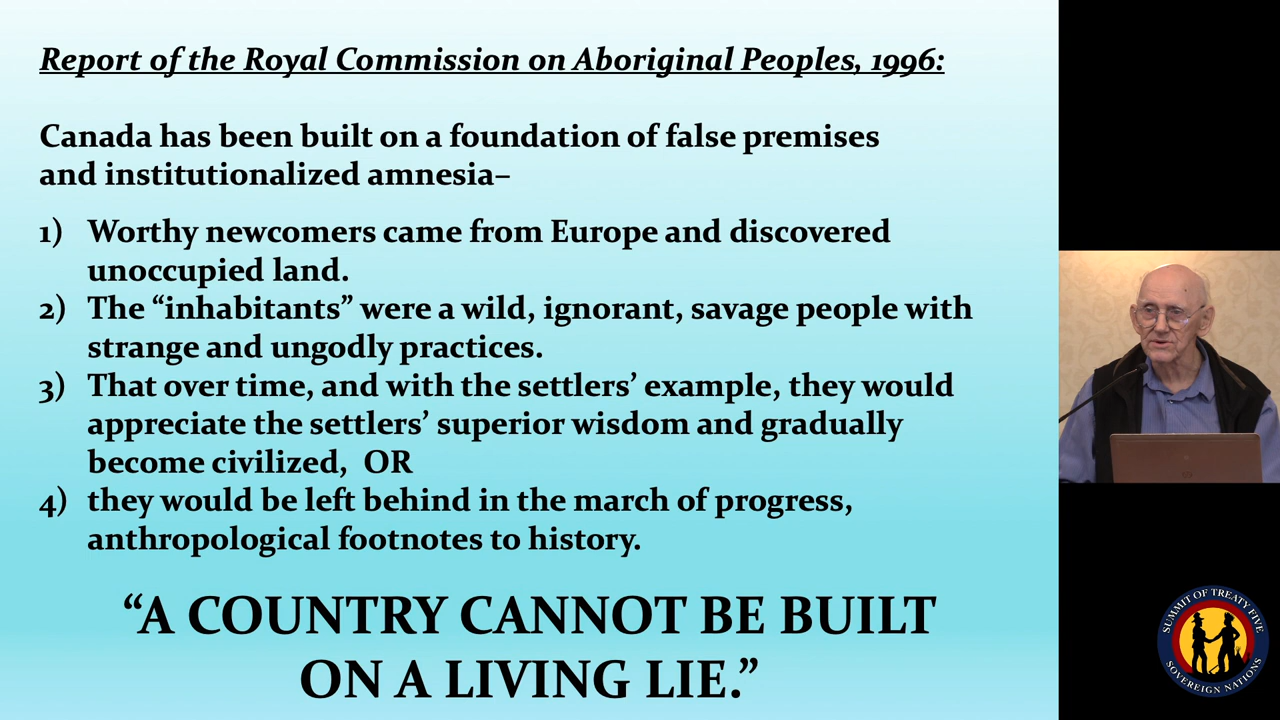 Report of the Royal Commission on Aboriginal Peoples, 1996:
Canada has been built on a foundation of false premises
and institutionalized amnesia–
1) Worthy newcomers came from Europe and discovered
unoccupied land.
2) The “inhabitants” were a wild, ignorant, savage people with
strange and ungodly practices.
3) That over time, and with the settlers’ example, they would
appreciate the settlers’ superior wisdom and gradually
become civilized, OR
4) they would be left behind in the march of progress,
anthropological footnotes to history.
“A COUNTRY CANNOT BE BUILT
ON A LIVING LIE.”
SUMMIT OF TREATY FIVE
SOVEREIGN NATIONS